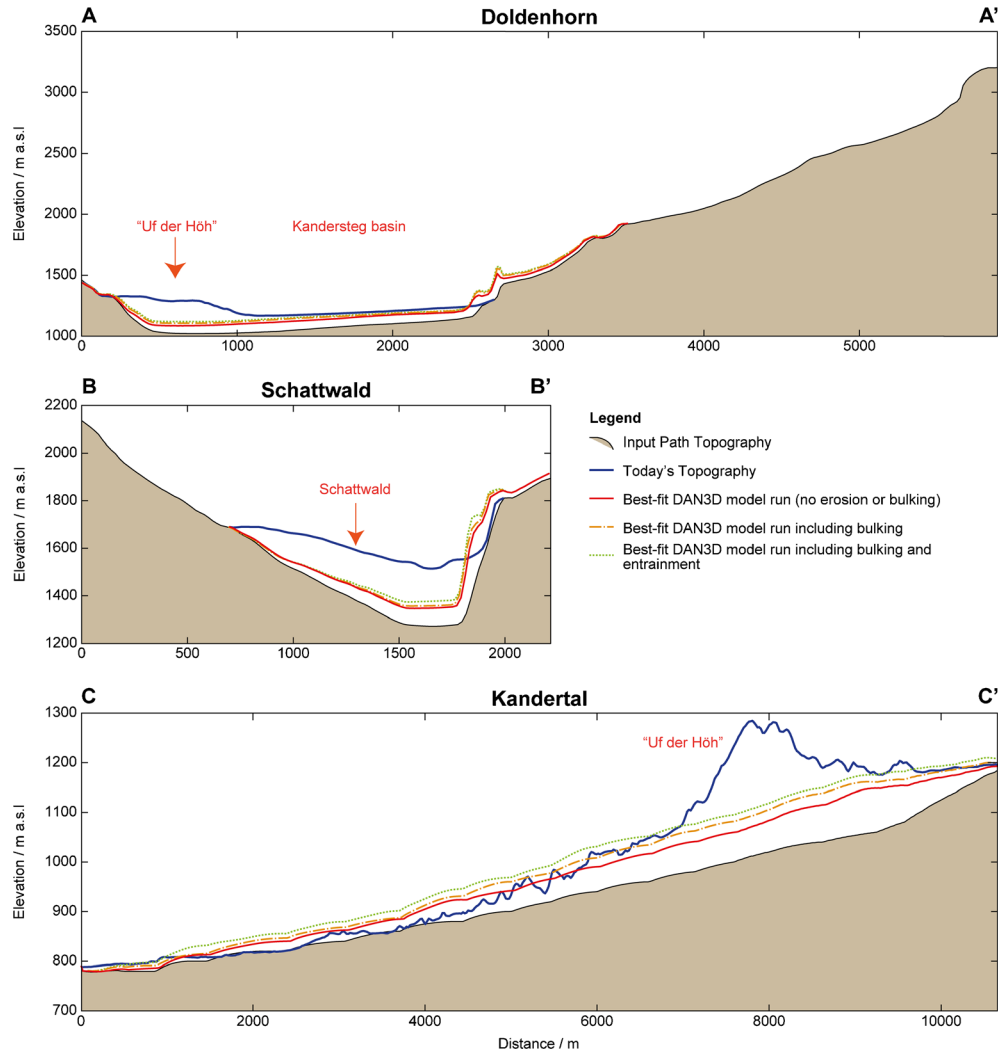 A Doldenhorn A’
3500
3000
2500
2000
1500
1000
Elevation / m a.s.l
“Uf der Höh”
Kandersteg basin
0 1000 2000 3000 4000 5000
B Schattwald B’
2200
2000
1800
1600
1400
1200
Elevation / m a.s.l
Schattwald
0 500 1000 1500 2000
Legend
Input Path Topography
Today’s Topography
Best-fit DAN3D model run (no erosion or bulking)
Best-fit DAN3D model run including bulking
Best-fit DAN3D model run including bulking and
entrainment
C Kandertal C’
1300
1200
1100
1000
900
800
700
Elevation / m a.s.l
“Uf der Höh”
0 2000 4000 6000 8000 10000
Distance / m